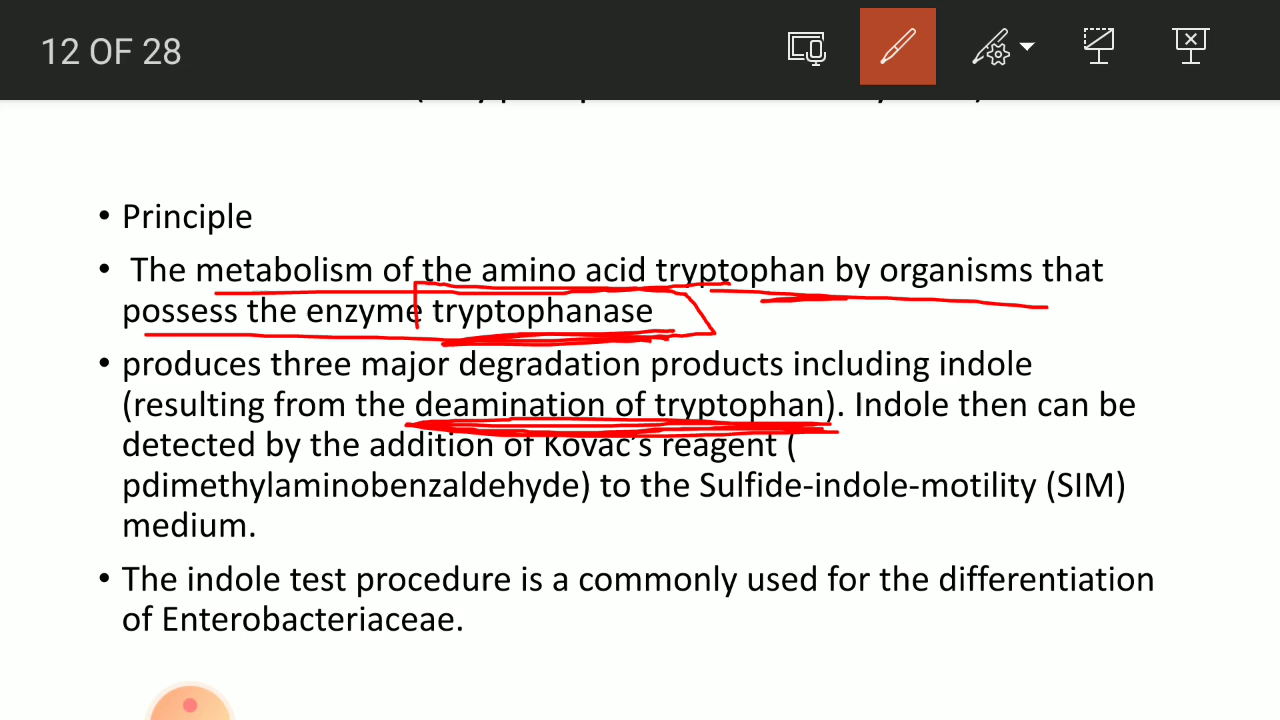 12 OF 28
• Principle
• The metabolism of the amino acid tryptophan by organisms that
possess the enzyme tryptophanase
• produces three major degradation products including indole
(resulting from the deamination of tryptophan). Indole then can be
detected by the addition of Kovac's reagent (
pdimethylaminobenzaldehyde) to the Sulfide-indole-motility (SIM)
medium.
• The indole test procedure is a commonly used for the differentiation
of Enterobacteriaceae.